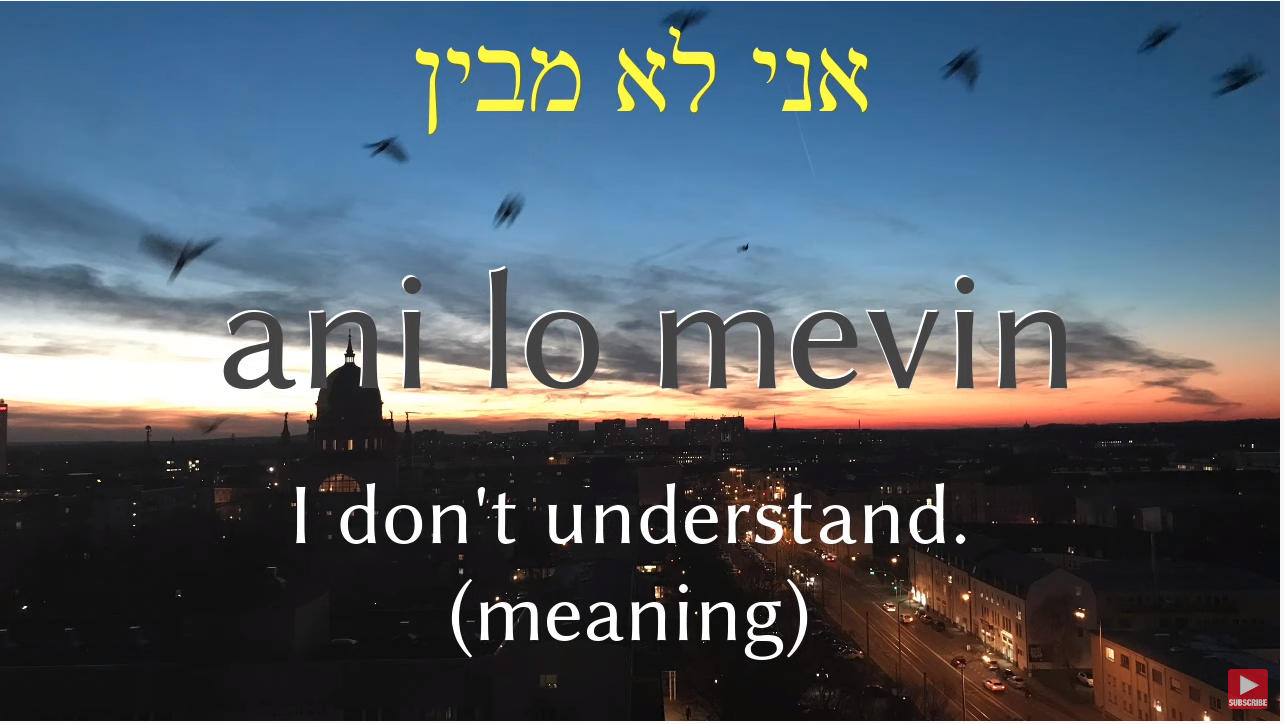 אני לא מבין
ani lo mevin
I don't understand.
(meaning)
SUBSCRIBE